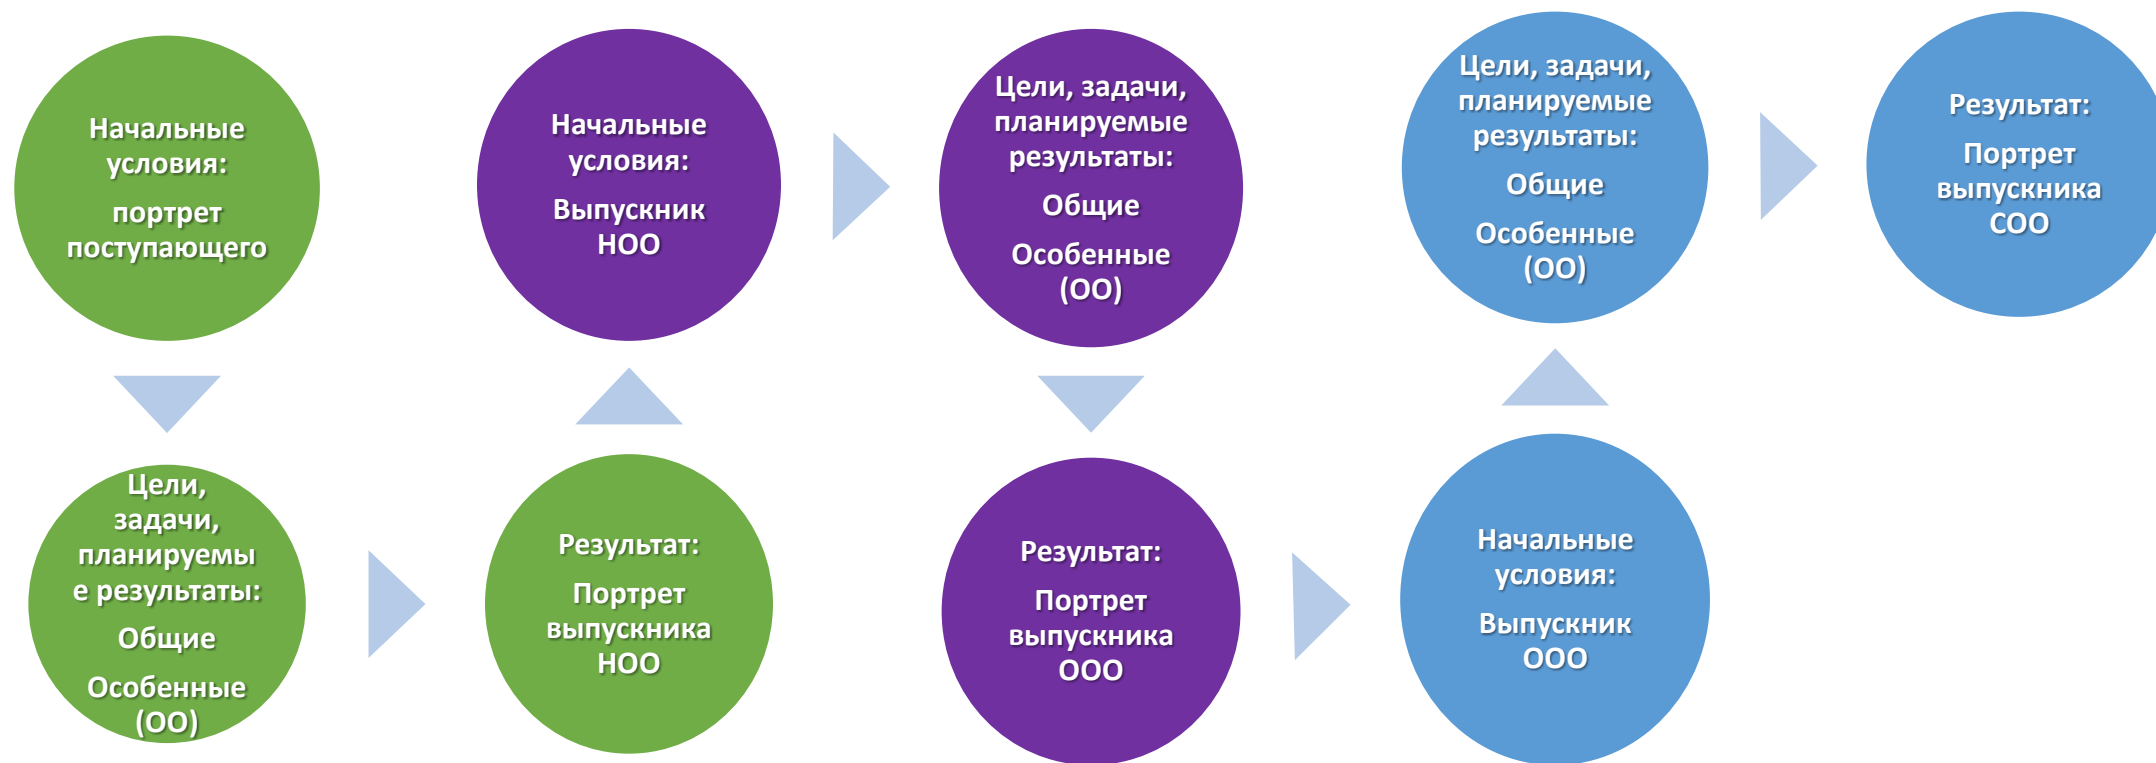 Начальные
условия:
портрет
поступающего
Цели,
задачи,
планируемы
е результаты:
Общие
Особенные
(ОО)
Результат:
Портрет
выпускника
НОО
Начальные
условия:
Выпускник
НОО
Цели, задачи,
планируемые
результаты:
Общие
Особенные
(ОО)
Результат:
Портрет
выпускника
ООО
Начальные
условия:
Выпускник
ООО
Цели, задачи,
планируемые
результаты:
Общие
Особенные
(ОО)
Результат:
Портрет
выпускника
СОО